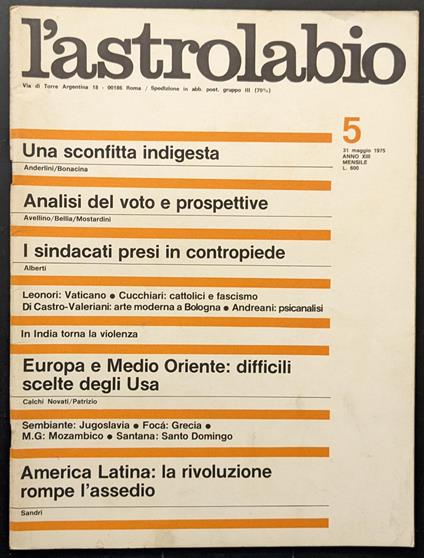 l'astrolabio
Via di Torre Argentina 18 - 00186 Roma / Spedizione in abb. post. gruppo III (70%)
5
31 maggio 1975
ANNO XIII
MENSILE
L. 600
Una sconfitta indigesta
Anderlini/Bonacina
Analisi del voto e prospettive
Avellino/Bellia/Mostardini
I sindacati presi in contropiede
Alberti
Leonori: Vaticano ● Cucchiari: cattolici e fascismo
Di Castro-Valeriani: arte moderna a Bologna ● Andreani: psicanalisi
In India torna la violenza
Europa e Medio Oriente: difficili
scelte degli Usa
Calchi Novati/Patrizio
Sembiante: Jugoslavia ● Focá: Grecia ●
M.G: Mozambico ● Santana: Santo Domingo
America Latina: la rivoluzione
rompe l'assedio
Sandri